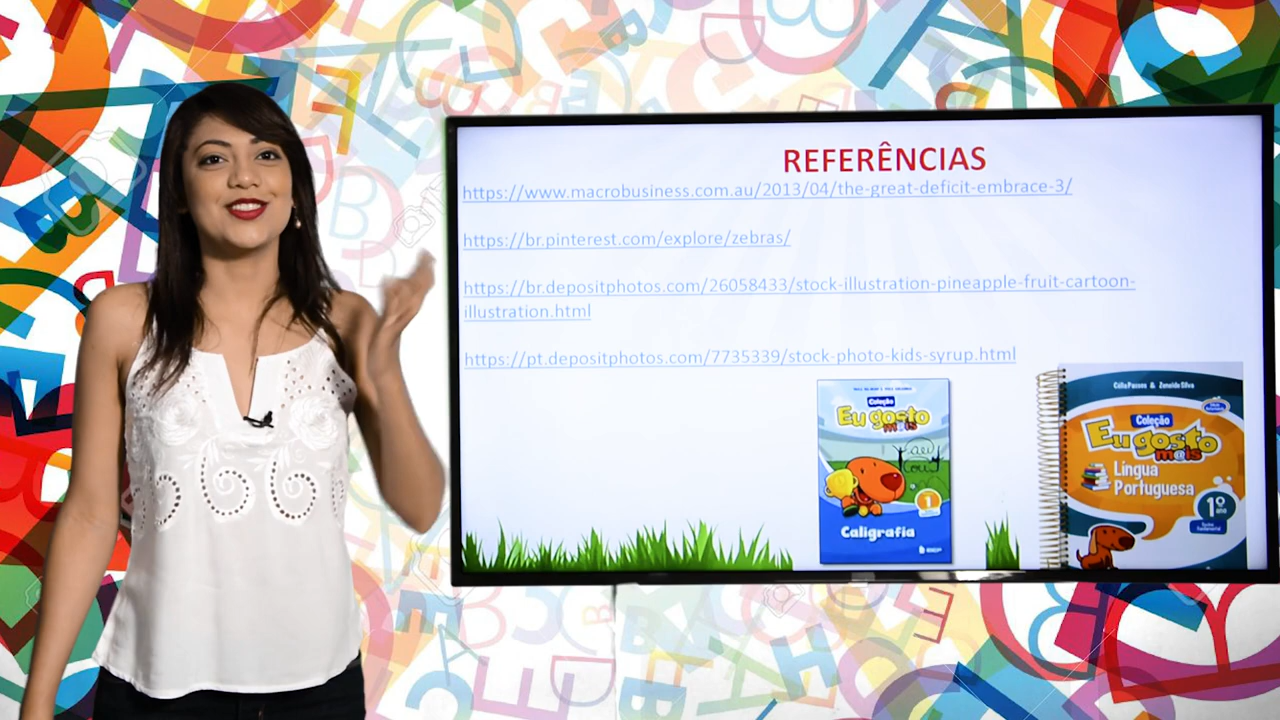 REFERÊNCIAS
https://www.macrobusiness.com.au/2013/04/the-great-deficit-embrace-3/
https://br.pinterest.com/explore/zebras/
https://br.depositphotos.com/26058433/stock-illustration-pineapple-fruit-cartoon-
illustration.html
https://pt.depositphotos.com/7735339/stock-photo-kids-syrup.html
Coleção
Eu gosto
m@is
1
Caligrafia
Célia Passos & Zeneide Silva
Coleção
Eu gosto
m@is
Língua
Portuguesa
1º
ano